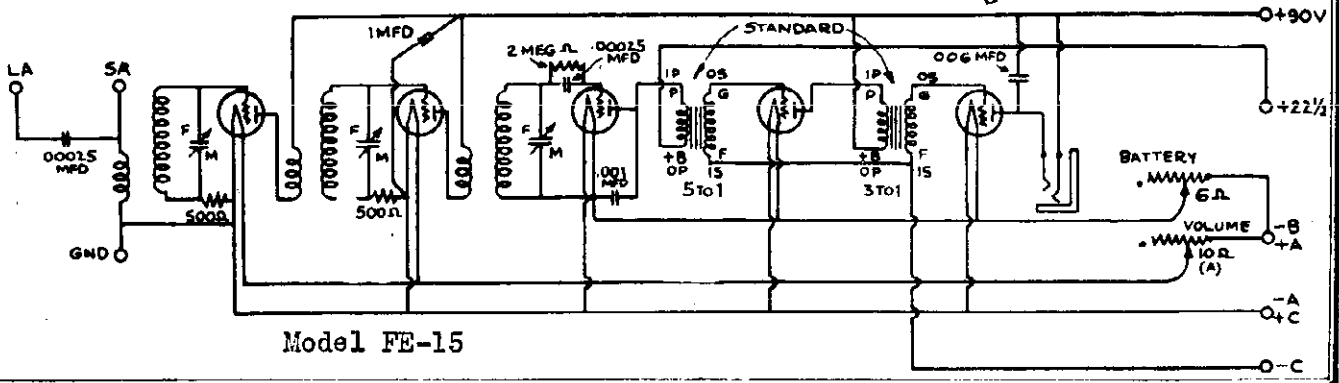 +90V
1 MFD
STANDARD
2 MEG Ω
.00025
MFD
.006 MFD
LA
SA
IP
P
OS
G
IP
P
OS
G
+22½
F
M
F
M
F
M
.00025
MFD
.001
MFD
+B
OP
F
IS
+B
OP
F
IS
BATTERY
6Ω
5 TO 1
3 TO 1
500Ω
500Ω
VOLUME
-B
+A
GND
10Ω
(A)
-A
+C
Model FE-15
-C